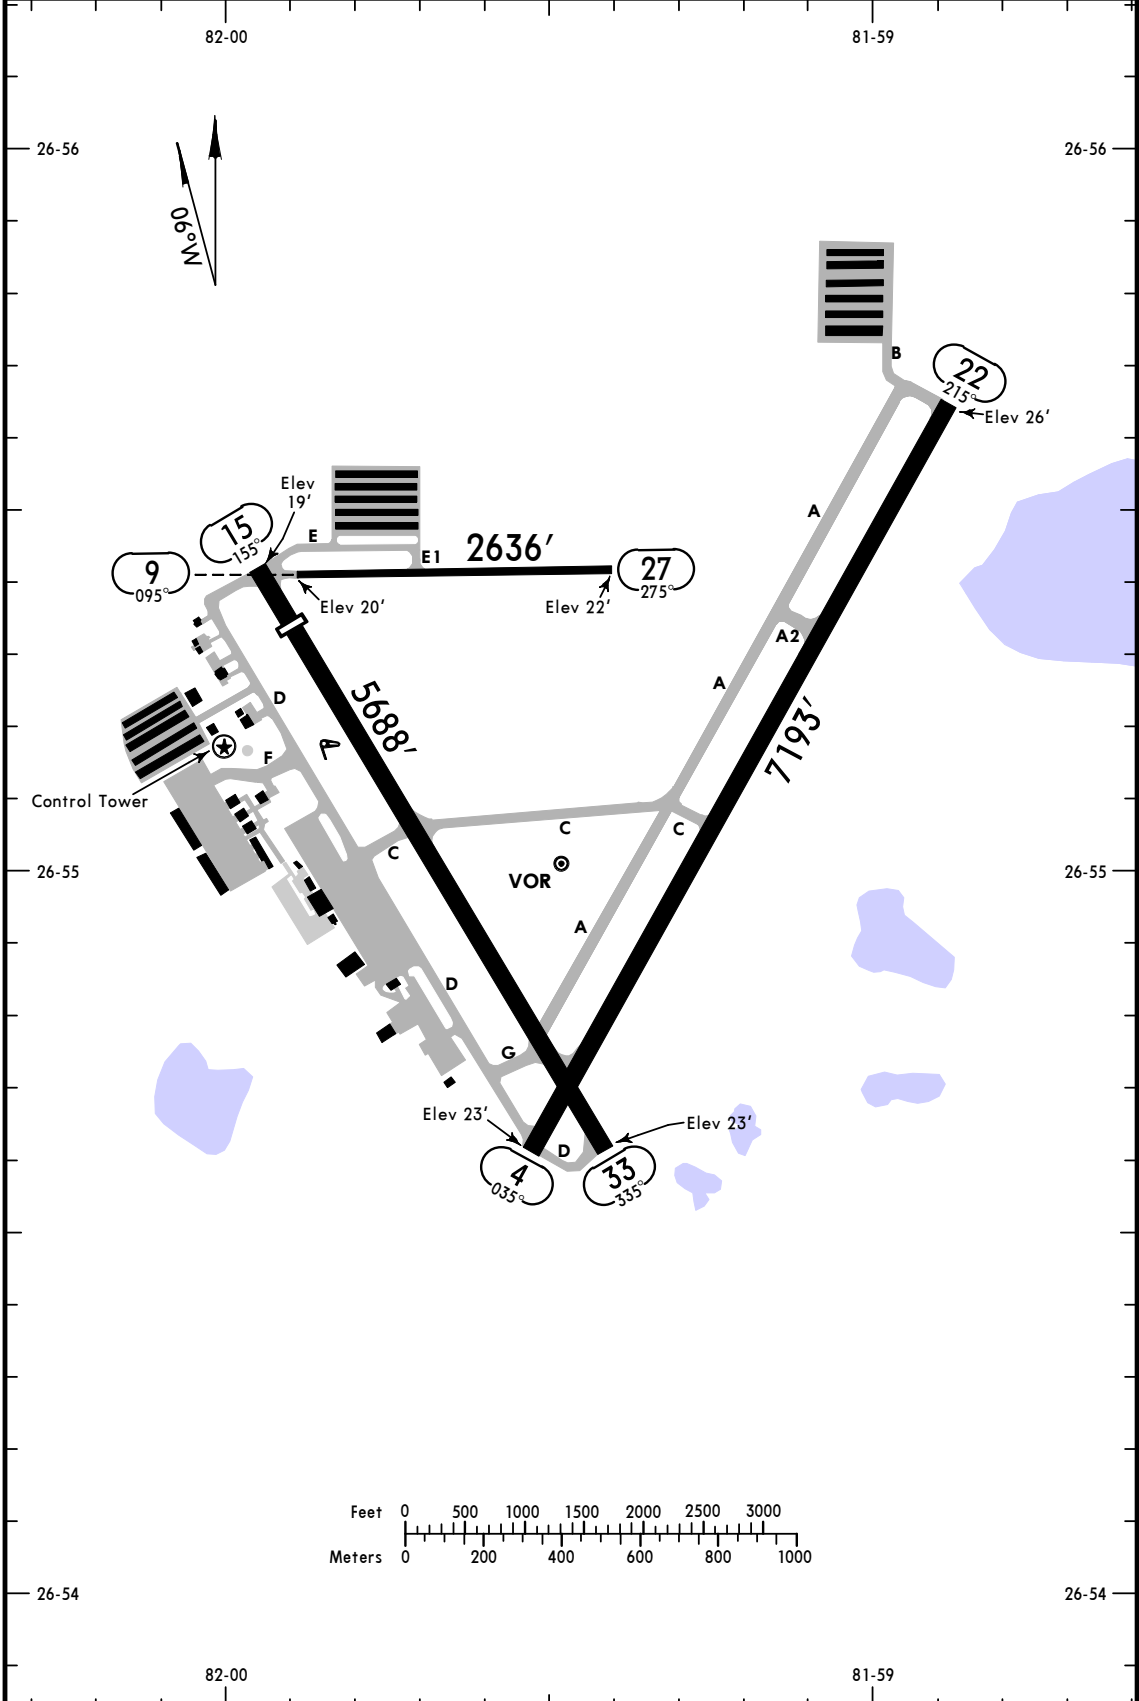 82-00
81-59
26-56
26-56
06°W
B
22
215°
Elev 26'
A
Elev
19'
15
155°
E
E1
2636'
9
095°
27
275°
Elev 20'
Elev 22'
A2
A
D
5688'
7193'
F
Control Tower
C
C
C
26-55
26-55
VOR
A
D
G
Elev 23'
Elev 23'
D
4
035°
33
335°
Feet 0 500 1000 1500 2000 2500 3000
Meters 0 200 400 600 800 1000
26-54
26-54
82-00
81-59